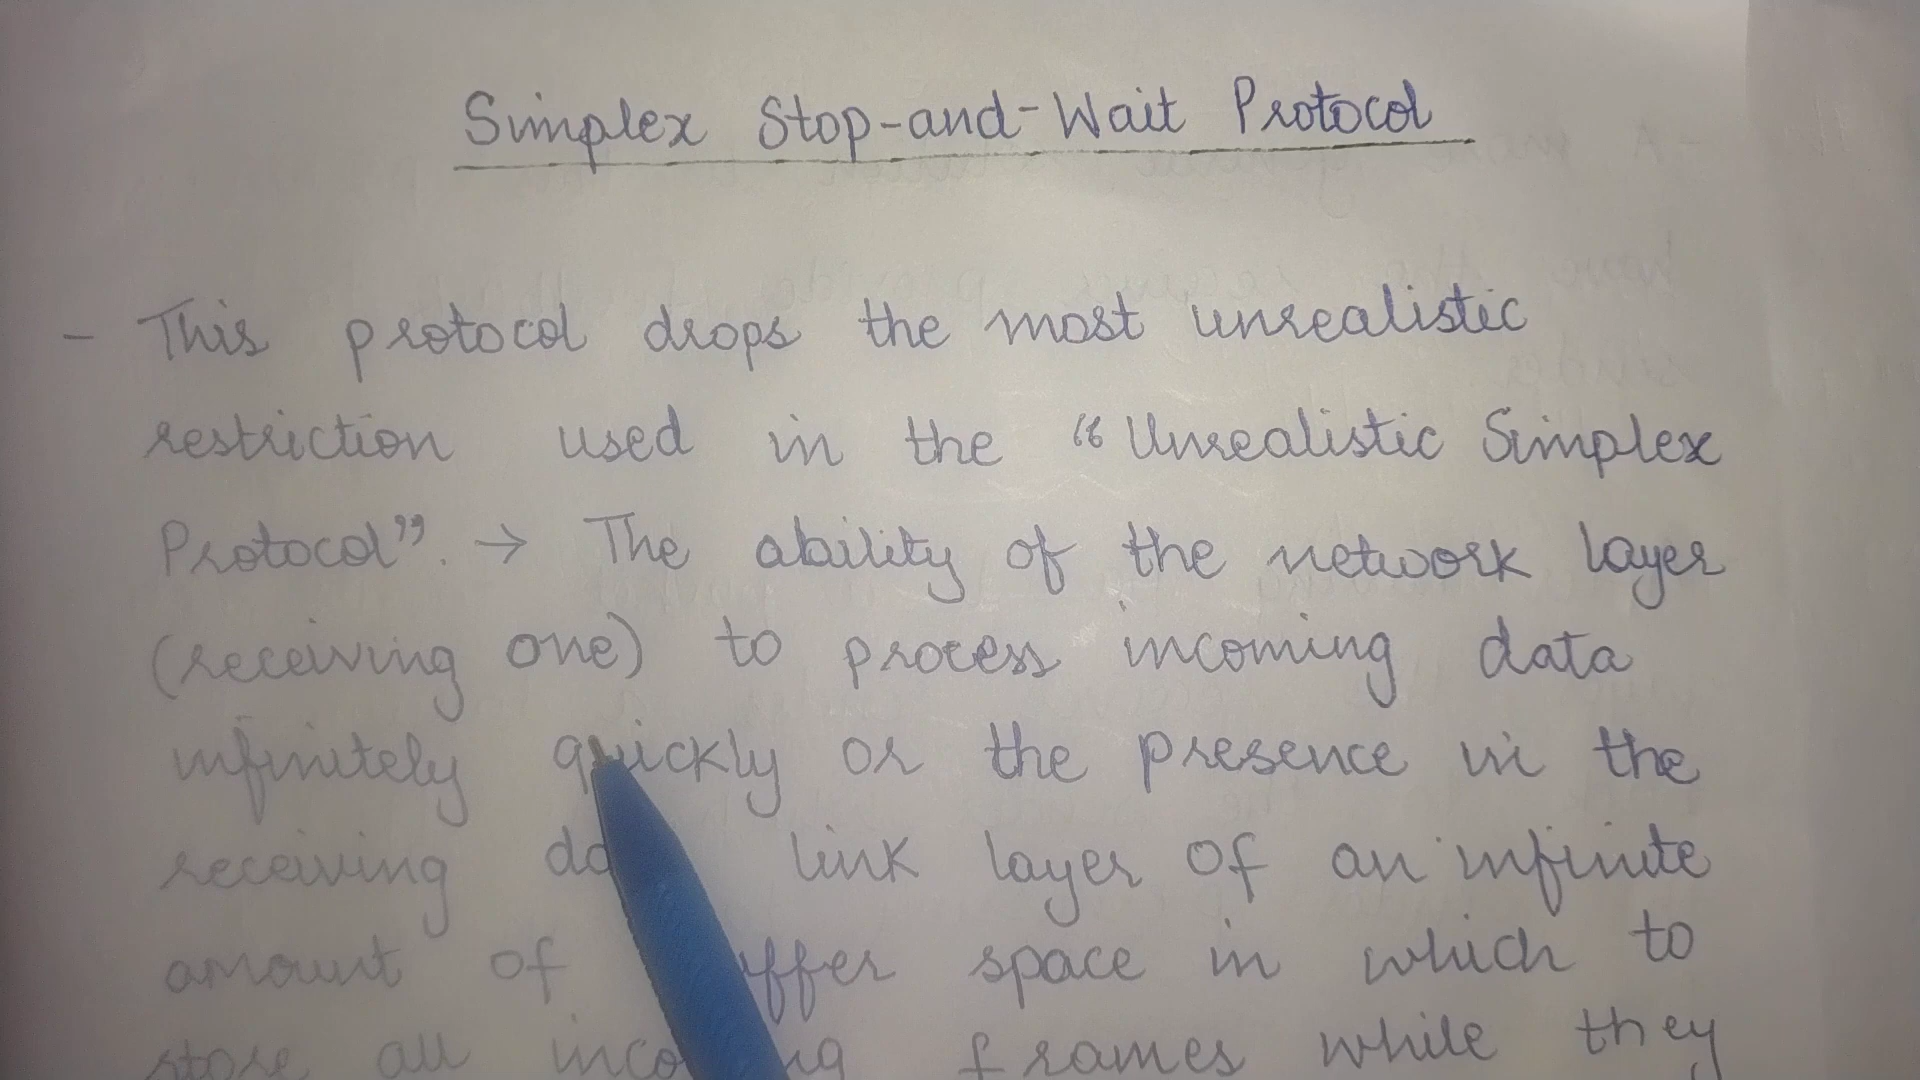 Simplex Stop-and-Wait Protocol
- This protocol drops the most unrealistic
restriction used in the "Unrealistic Simplex
Protocol". → The ability of the network layer
(receiving one) to process incoming data
infinitely quickly or the presence in the
receiving link layer of an infinite
amount of space in which to
store all frames while they